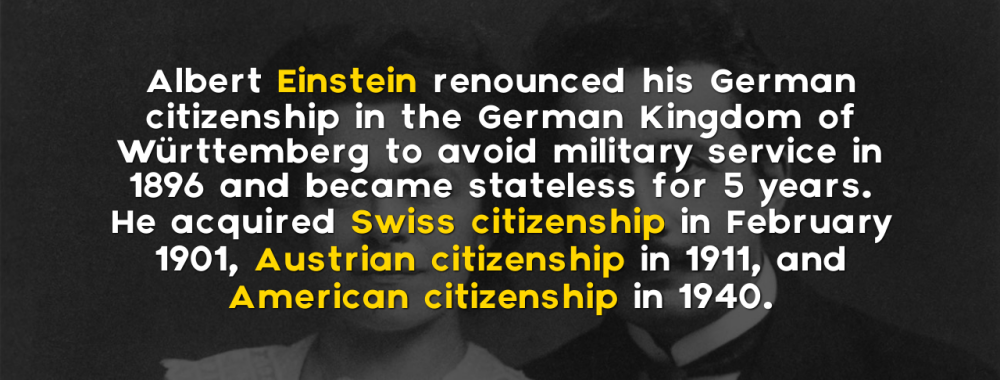 Albert Einstein renounced his German
citizenship in the German Kingdom of
Württemberg to avoid military service in
1896 and became stateless for 5 years.
He acquired Swiss citizenship in February
1901, Austrian citizenship in 1911, and
American citizenship in 1940.